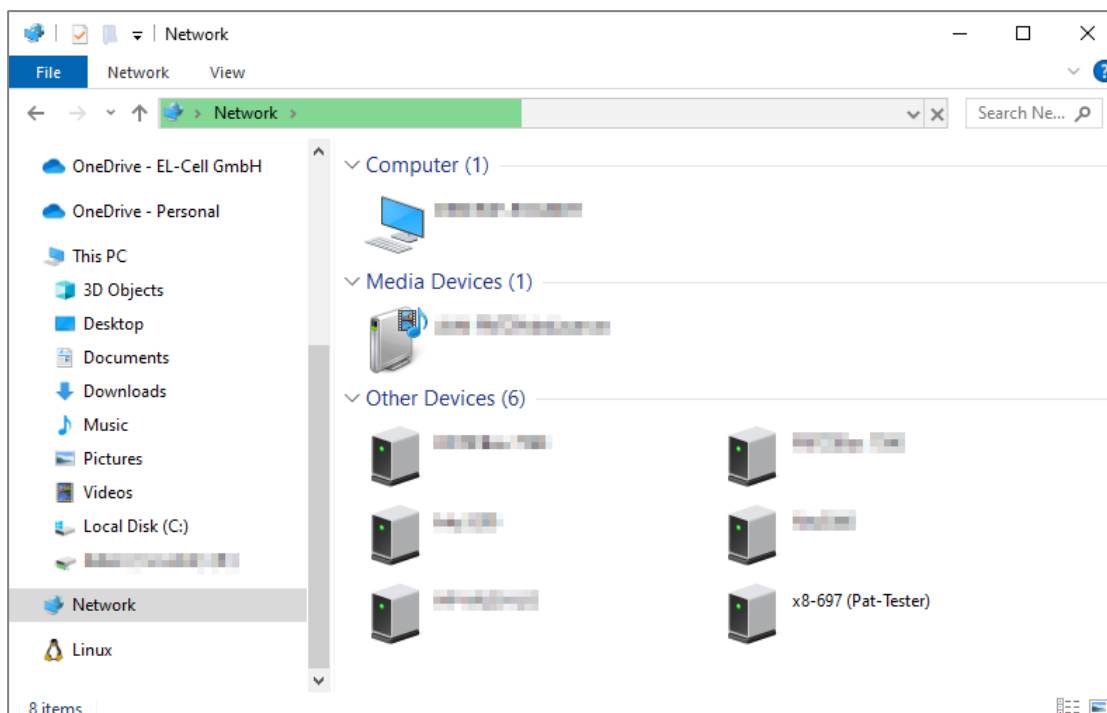 Network
File Network View
Network
Search Ne...
OneDrive - EL-Cell GmbH
OneDrive - Personal
This PC
3D Objects
Desktop
Documents
Downloads
Music
Pictures
Videos
Local Disk (C:)
Network
Linux
Computer (1)
Media Devices (1)
Other Devices (6)
x8-697 (Pat-Tester)
8 items